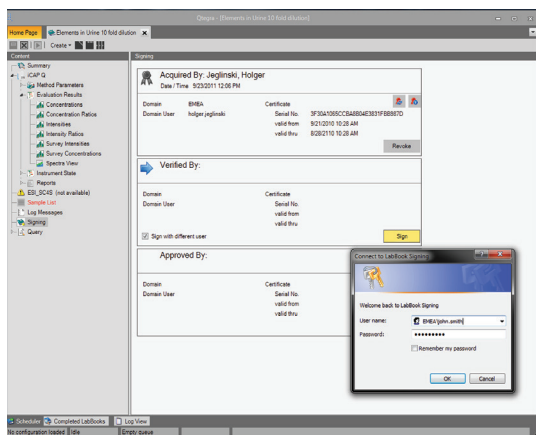 Qtegra - [Elements in Urine 10 fold dilution]
Home Page Elements in Urine 10 fold dilution
Create
Content
Summary
iCAP Q
Method Parameters
Evaluation Results
Concentrations
Concentration Ratios
Intensities
Intensity Ratios
Survey Intensities
Survey Concentrations
Spectra View
Instrument State
Reports
ESI_SC4S (not available)
Sample List
Log Messages
Signing
Query
Signing
Acquired By: Jeglinski, Holger
Date / Time 9/23/2011 12:06 PM
Domain EMEA Certificate
Domain User holger.jeglinski Serial No. 3F30A1065CCBA8B04E3831FBB987D
valid from 9/21/2010 10:28 AM
valid thru 8/28/2110 10:28 AM
Revoke
Verified By:
Domain Certificate
Domain User Serial No.
valid from
valid thru
Sign with different user Sign
Approved By:
Domain Certificate
Domain User Serial No.
valid from
valid thru
Connect to LabBook Signing
Welcome back to LabBook Signing
User name: EMEA\john.smith
Password:
Remember my password
OK Cancel
Scheduler Completed LabBooks Log View
No configuration loaded Idle Empty queue